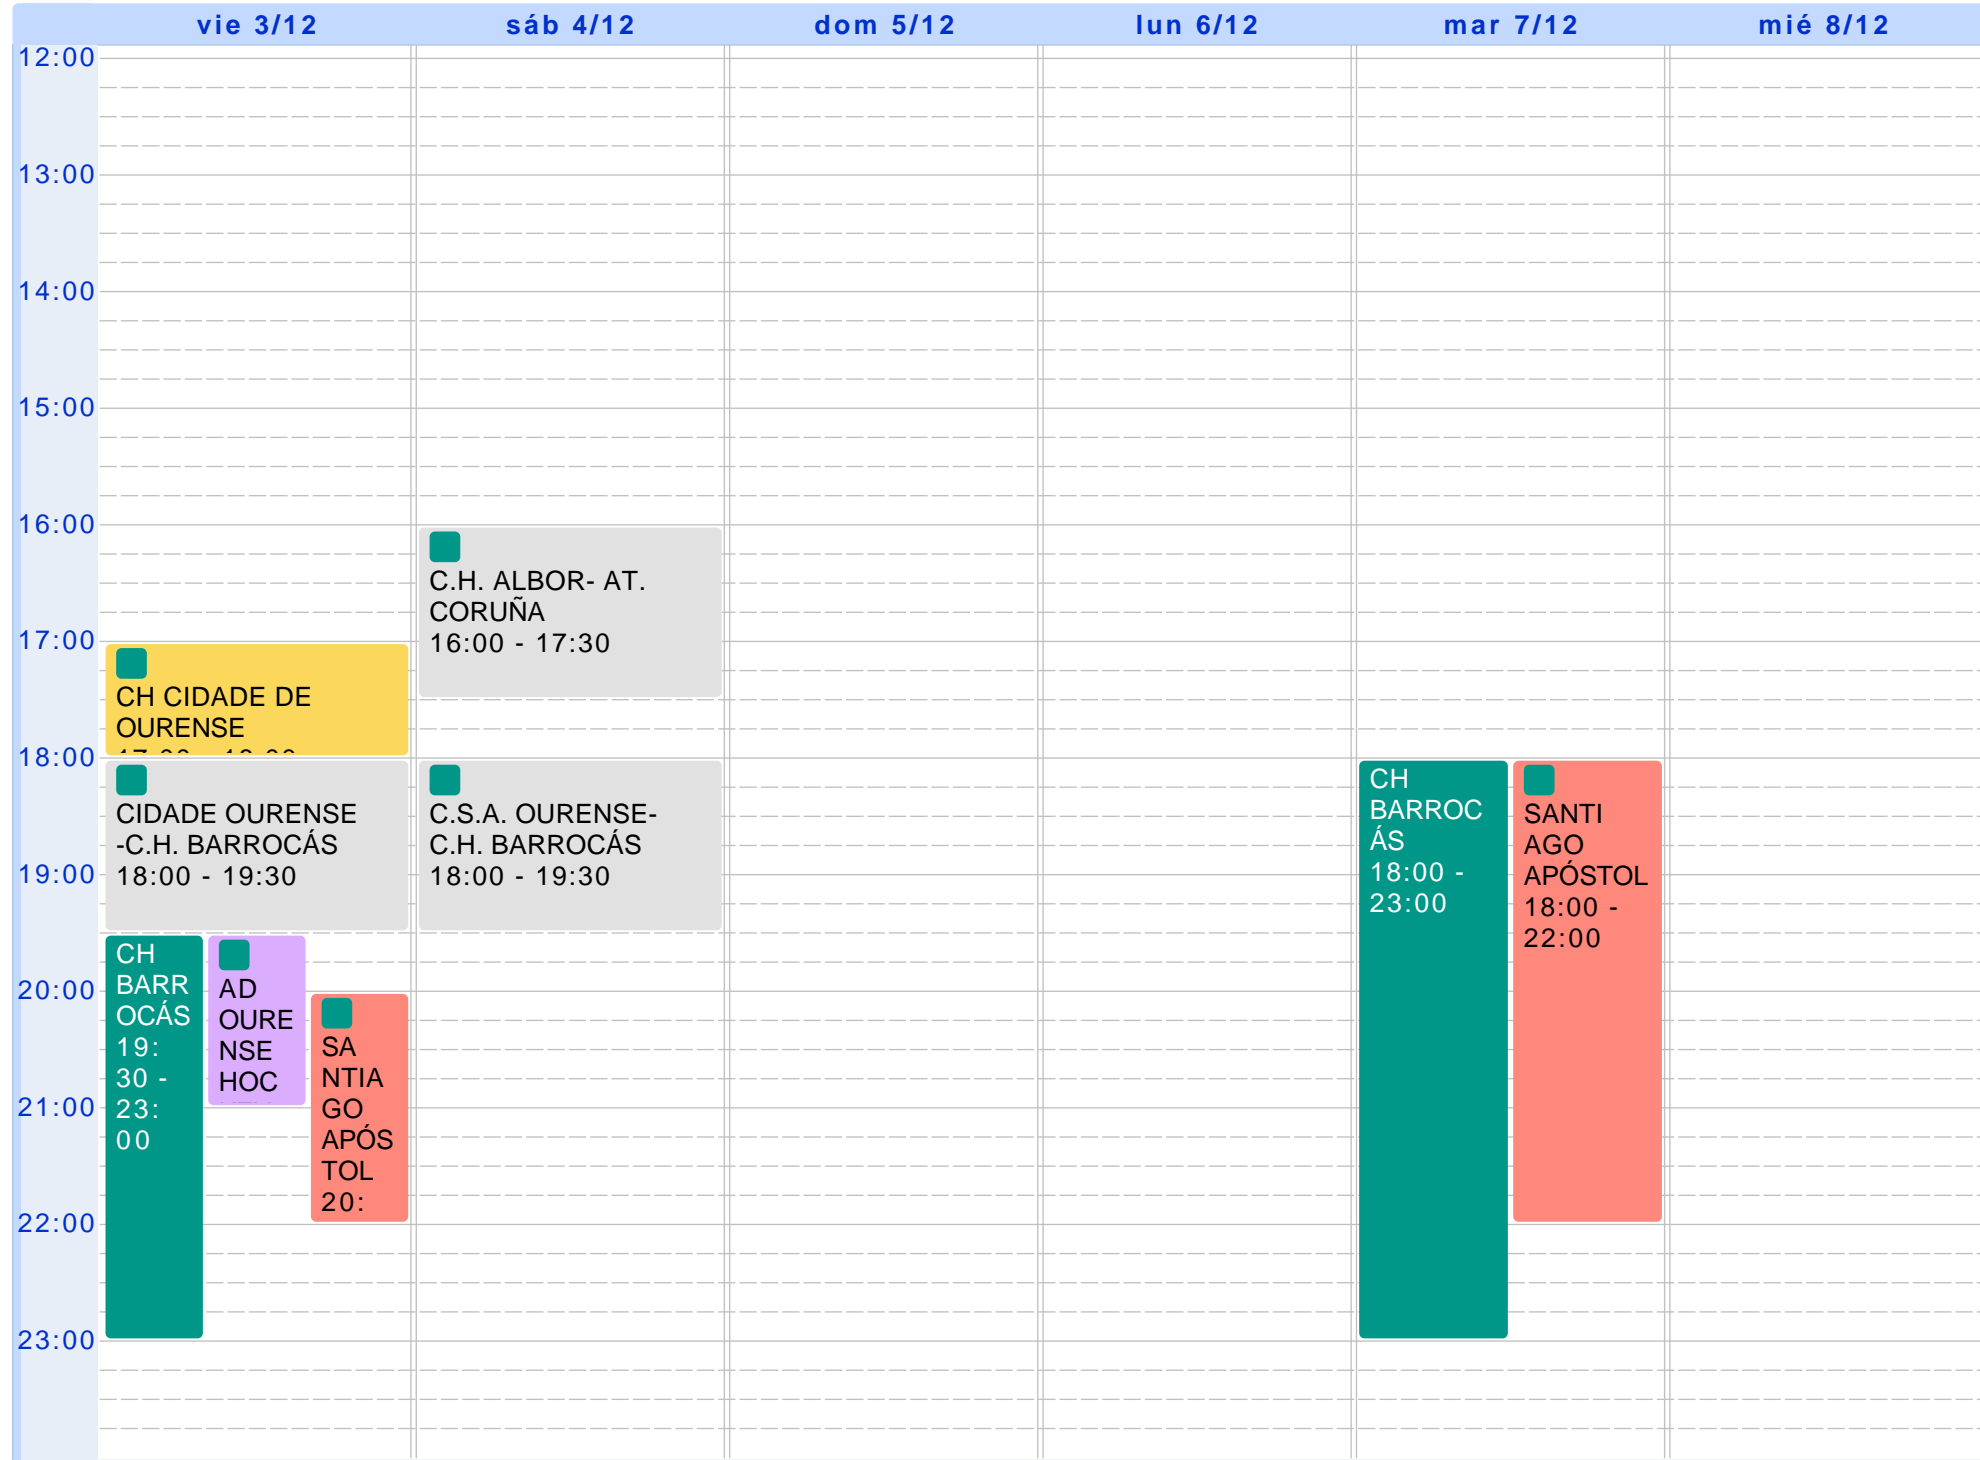 vie 3/12
sáb 4/12
dom 5/12
lun 6/12
mar 7/12
mié 8/12
12:00
13:00
14:00
15:00
16:00
17:00
18:00
19:00
20:00
21:00
22:00
23:00
CH CIDADE DE
OURENSE
CIDADE OURENSE
-C.H. BARROCÁS
18:00 - 19:30
CH
BARR
OCÁS
19:
30 -
23:
00
AD
OURE
NSE
HOC
SA
NTIA
GO
APÓS
TOL
20:
C.H. ALBOR- AT.
CORUÑA
16:00 - 17:30
C.S.A. OURENSE-
C.H. BARROCÁS
18:00 - 19:30
CH
BARROC
ÁS
18:00 -
23:00
SANTI
AGO
APÓSTOL
18:00 -
22:00